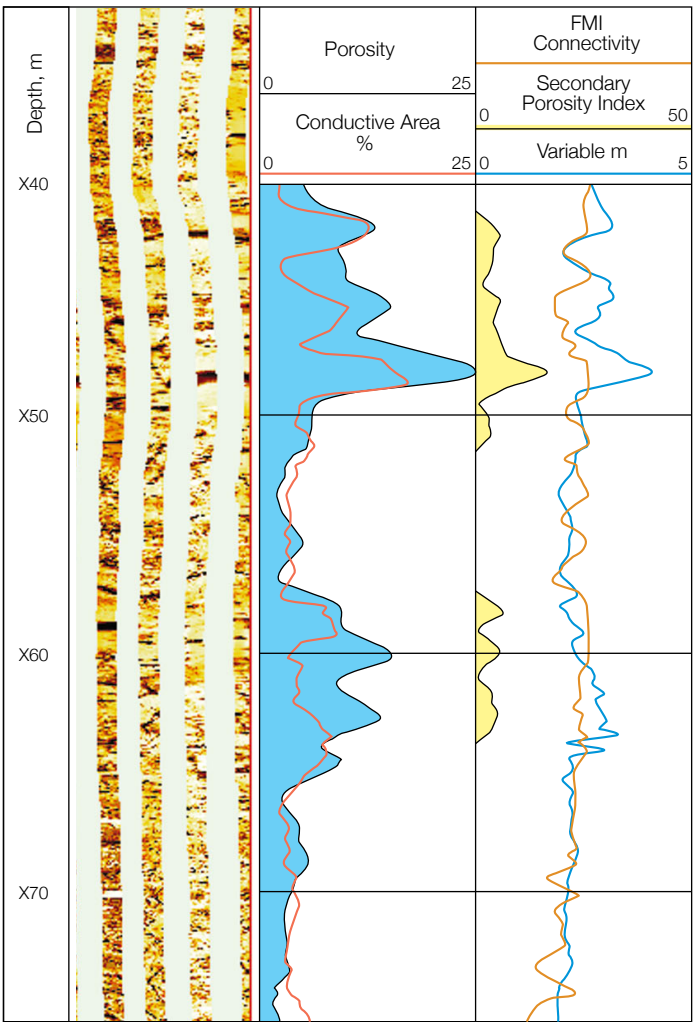 Depth, m
Porosity
0 25
Conductive Area
%
0 25
FMI
Connectivity
Secondary
Porosity Index
0 50
Variable m
0 5
X40
X50
X60
X70